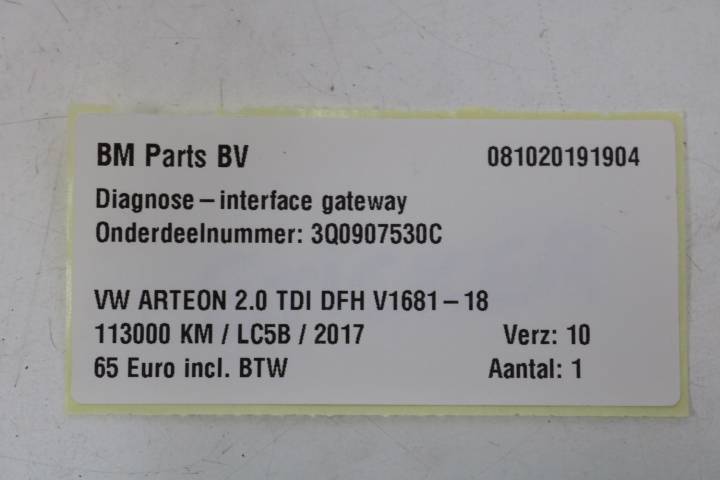 BM Parts BV 081020191904
Diagnose – interface gateway
Onderdeelnummer: 3Q0907530C
VW ARTEON 2.0 TDI DFH V1681 – 18
113000 KM / LC5B / 2017 Verz: 10
65 Euro incl. BTW Aantal: 1